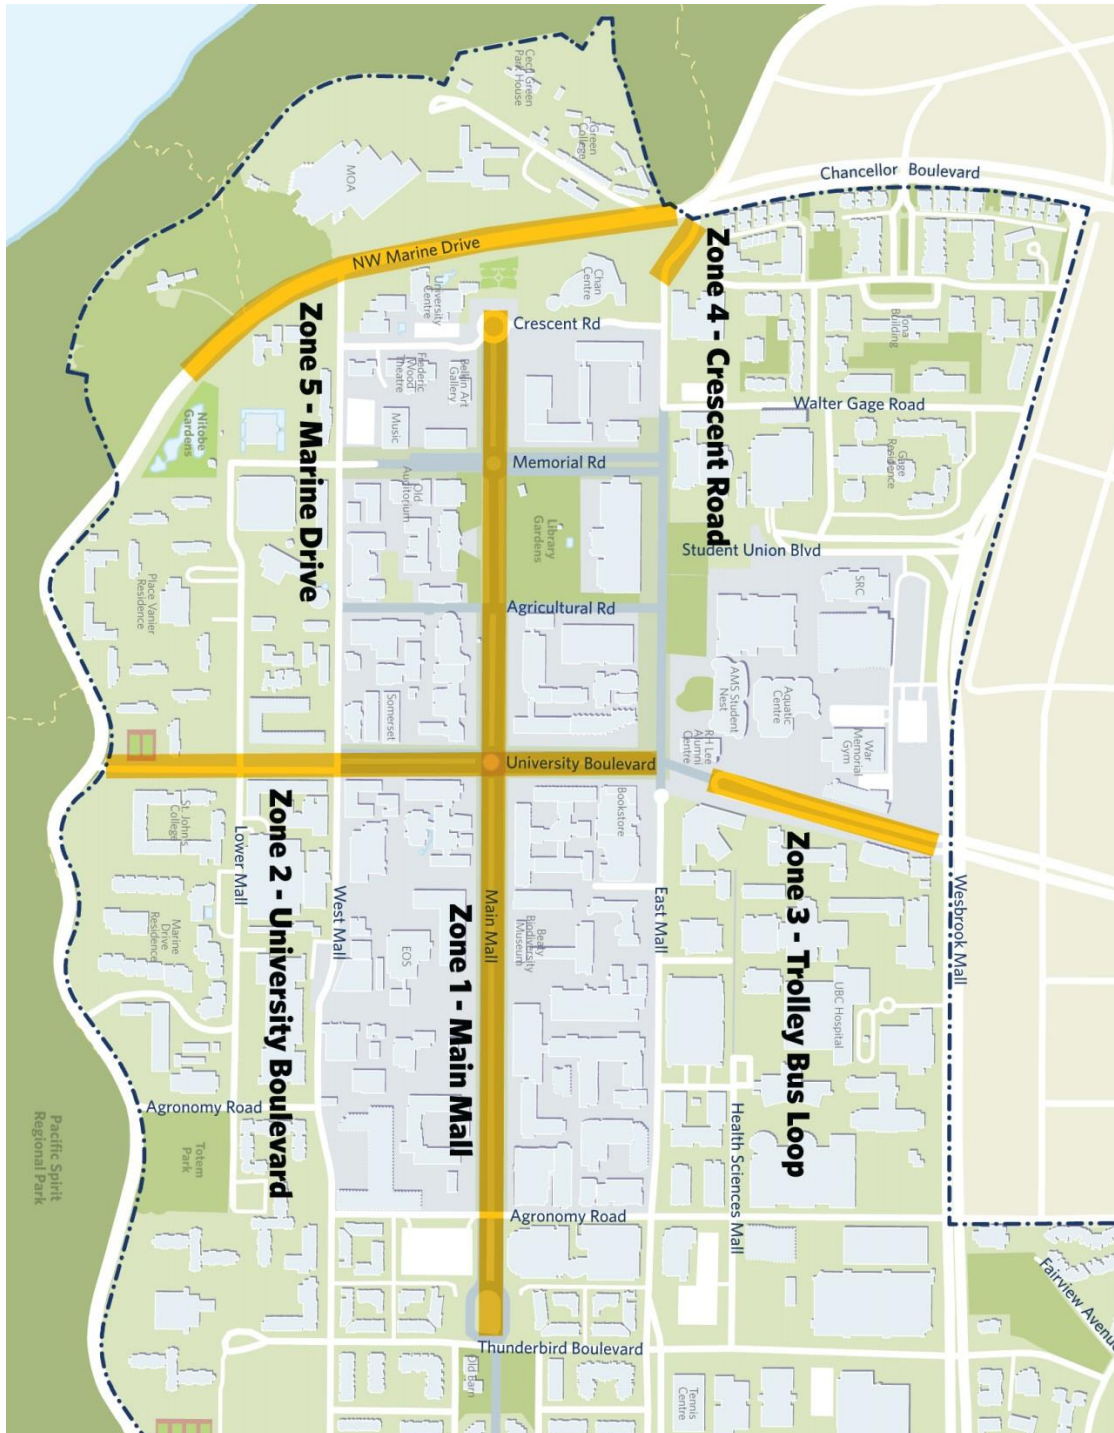 Cecil Green
Park House
Green
College
MOA
Chancellor Boulevard
NW Marine Drive
Zone 4 - Crescent Road
University
Centre
Chan
Centre
Crescent Rd
Iona
Building
Zone 5 - Marine Drive
Frederic
Wood
Theatre
Belkin Art
Gallery
Walter Gage Road
Nitobe
Gardens
Music
Gage
Residence
Memorial Rd
Old
Auditorium
Library
Gardens
Student Union Blvd
SRC
Place Vanier
Residence
Agricultural Rd
Somerset
AMS Student
Nest
Aquatic
Centre
RH Lee
Alumni
Centre
War
Memorial
Gym
University Boulevard
St. John's
College
Zone 2 - University Boulevard
Lower Mall
Bookstore
Zone 3 - Trolley Bus Loop
West Mall
Main Mall
East Mall
Wesbrook Mall
Zone 1 - Main Mall
Marine
Drive
Residence
EOS
Beaty
Biodiversity
Museum
UBC Hospital
Agronomy Road
Pacific Spirit
Regional Park
Totem
Park
Health Sciences Mall
Agronomy Road
Fairview Avenue
Thunderbird Boulevard
Old Barn
Tennis
Centre